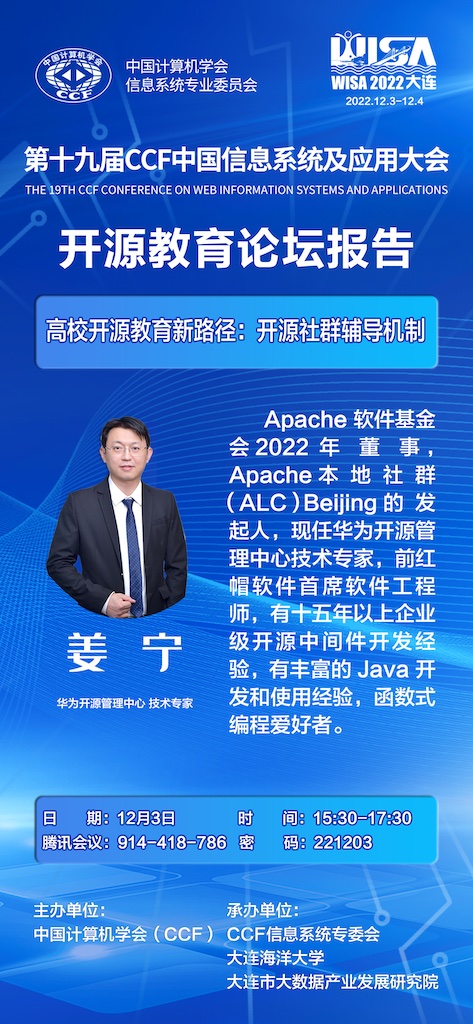 中国计算机学会
CCF
中国计算机学会
信息系统专业委员会
WISA
WISA 2022大连
2022.12.3-12.4
第十九届CCF中国信息系统及应用大会
THE 19TH CCF CONFERENCE ON WEB INFORMATION SYSTEMS AND APPLICATIONS
开源教育论坛报告
高校开源教育新路径：开源社群辅导机制
Apache 软件基金
会2022 年 董 事，
Apache 本 地 社 群
（ALC）Beijing 的 发
起人，现任华为开源管
理中心技术专家，前红
帽软件首席软件工程
师，有十五年以上企业
级开源中间件开发经
验，有丰富的 Java 开
发和使用经验，函数式
编程爱好者。
姜 宁
华为开源管理中心 技术专家
日 期：12月3日 时 间：15:30-17:30
腾讯会议：914-418-786 密 码：221203
主办单位：
中国计算机学会（CCF）
承办单位：
CCF信息系统专委会
大连海洋大学
大连市大数据产业发展研究院